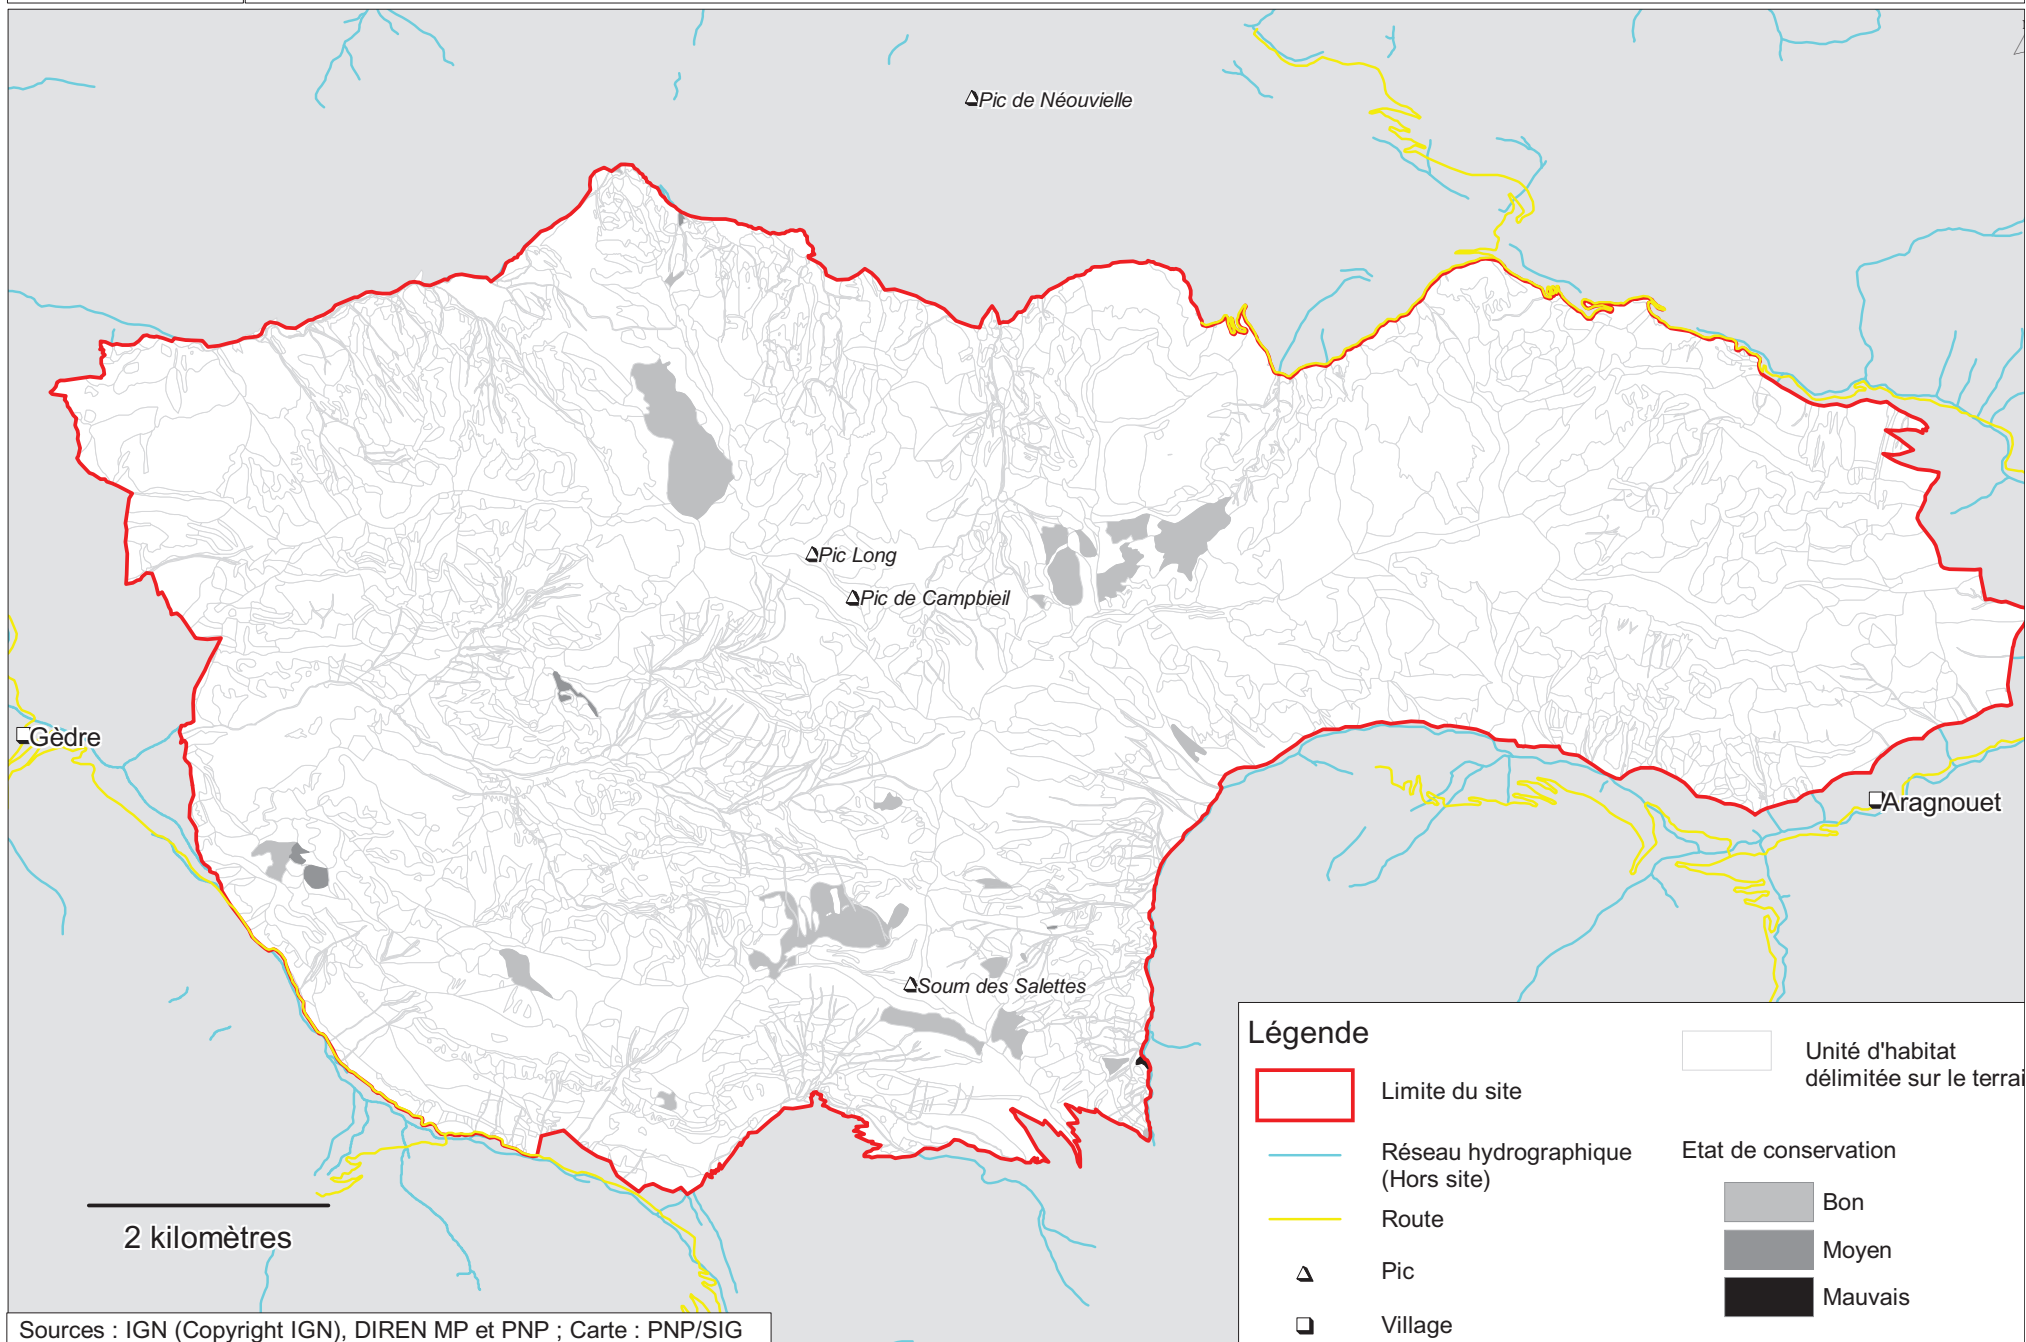 Pic de Néouvielle
Pic Long
Pic de Campbieil
Gèdre
Aragnouet
Soum des Salettes
2 kilomètres
Légende
Limite du site
Réseau hydrographique
(Hors site)
Route
Pic
Village
Unité d'habitat
délimitée sur le terrai
Etat de conservation
Bon
Moyen
Mauvais
Sources : IGN (Copyright IGN), DIREN MP et PNP ; Carte : PNP/SIG